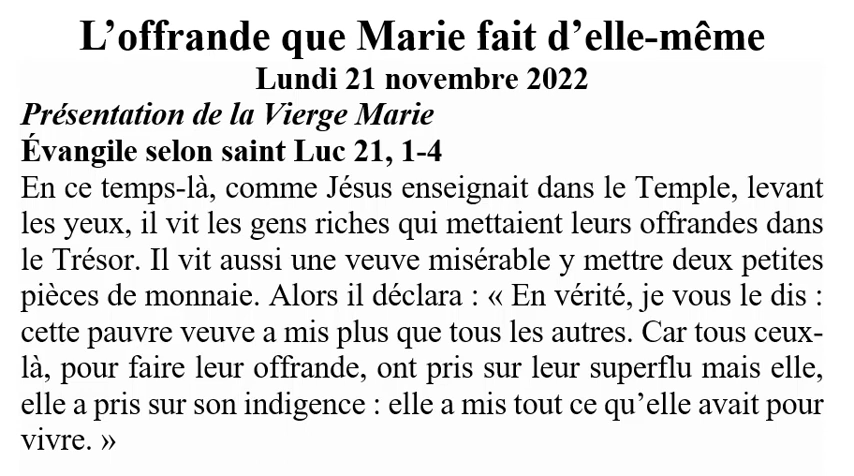 L’offrande que Marie fait d’elle-même
Lundi 21 novembre 2022
Présentation de la Vierge Marie
Évangile selon saint Luc 21, 1-4
En ce temps-là, comme Jésus enseignait dans le Temple, levant
les yeux, il vit les gens riches qui mettaient leurs offrandes dans
le Trésor. Il vit aussi une veuve misérable y mettre deux petites
pièces de monnaie. Alors il déclara : « En vérité, je vous le dis :
cette pauvre veuve a mis plus que tous les autres. Car tous ceux-
là, pour faire leur offrande, ont pris sur leur superflu mais elle,
elle a pris sur son indigence : elle a mis tout ce qu’elle avait pour
vivre. »